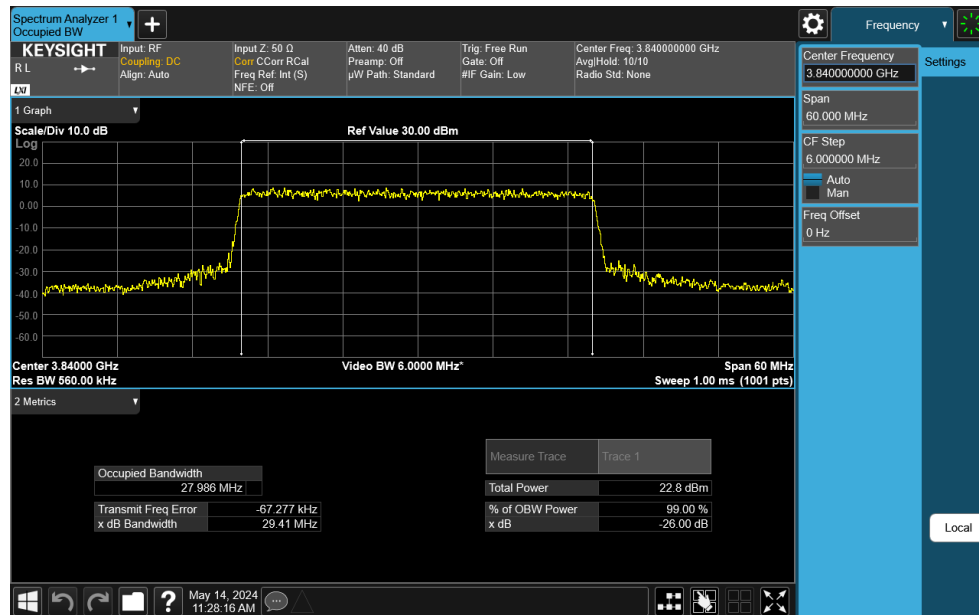 Spectrum Analyzer 1
Occupied BW
+
Frequency
KEYSIGHT
R L
LXI
Input: RF
Coupling: DC
Align: Auto
Input Z: 50 Ω
Corr CCorr RCal
Freq Ref: Int (S)
NFE: Off
Atten: 40 dB
Preamp: Off
µW Path: Standard
Trig: Free Run
Gate: Off
#IF Gain: Low
Center Freq: 3.840000000 GHz
Avg|Hold: 10/10
Radio Std: None
Center Frequency
3.840000000 GHz
Settings
Span
60.000 MHz
CF Step
6.000000 MHz
Auto
Man
Freq Offset
0 Hz
Local
1 Graph
Scale/Div 10.0 dB
Ref Value 30.00 dBm
Log
20.0
10.0
0.00
-10.0
-20.0
-30.0
-40.0
-50.0
-60.0
Center 3.84000 GHz
Video BW 6.0000 MHz*
Span 60 MHz
Res BW 560.00 kHz
Sweep 1.00 ms (1001 pts)
2 Metrics
Measure Trace
Trace 1
Occupied Bandwidth
27.986 MHz
Total Power
22.8 dBm
Transmit Freq Error
-67.277 kHz
% of OBW Power
99.00 %
x dB Bandwidth
29.41 MHz
x dB
-26.00 dB
?
May 14, 2024
11:28:16 AM